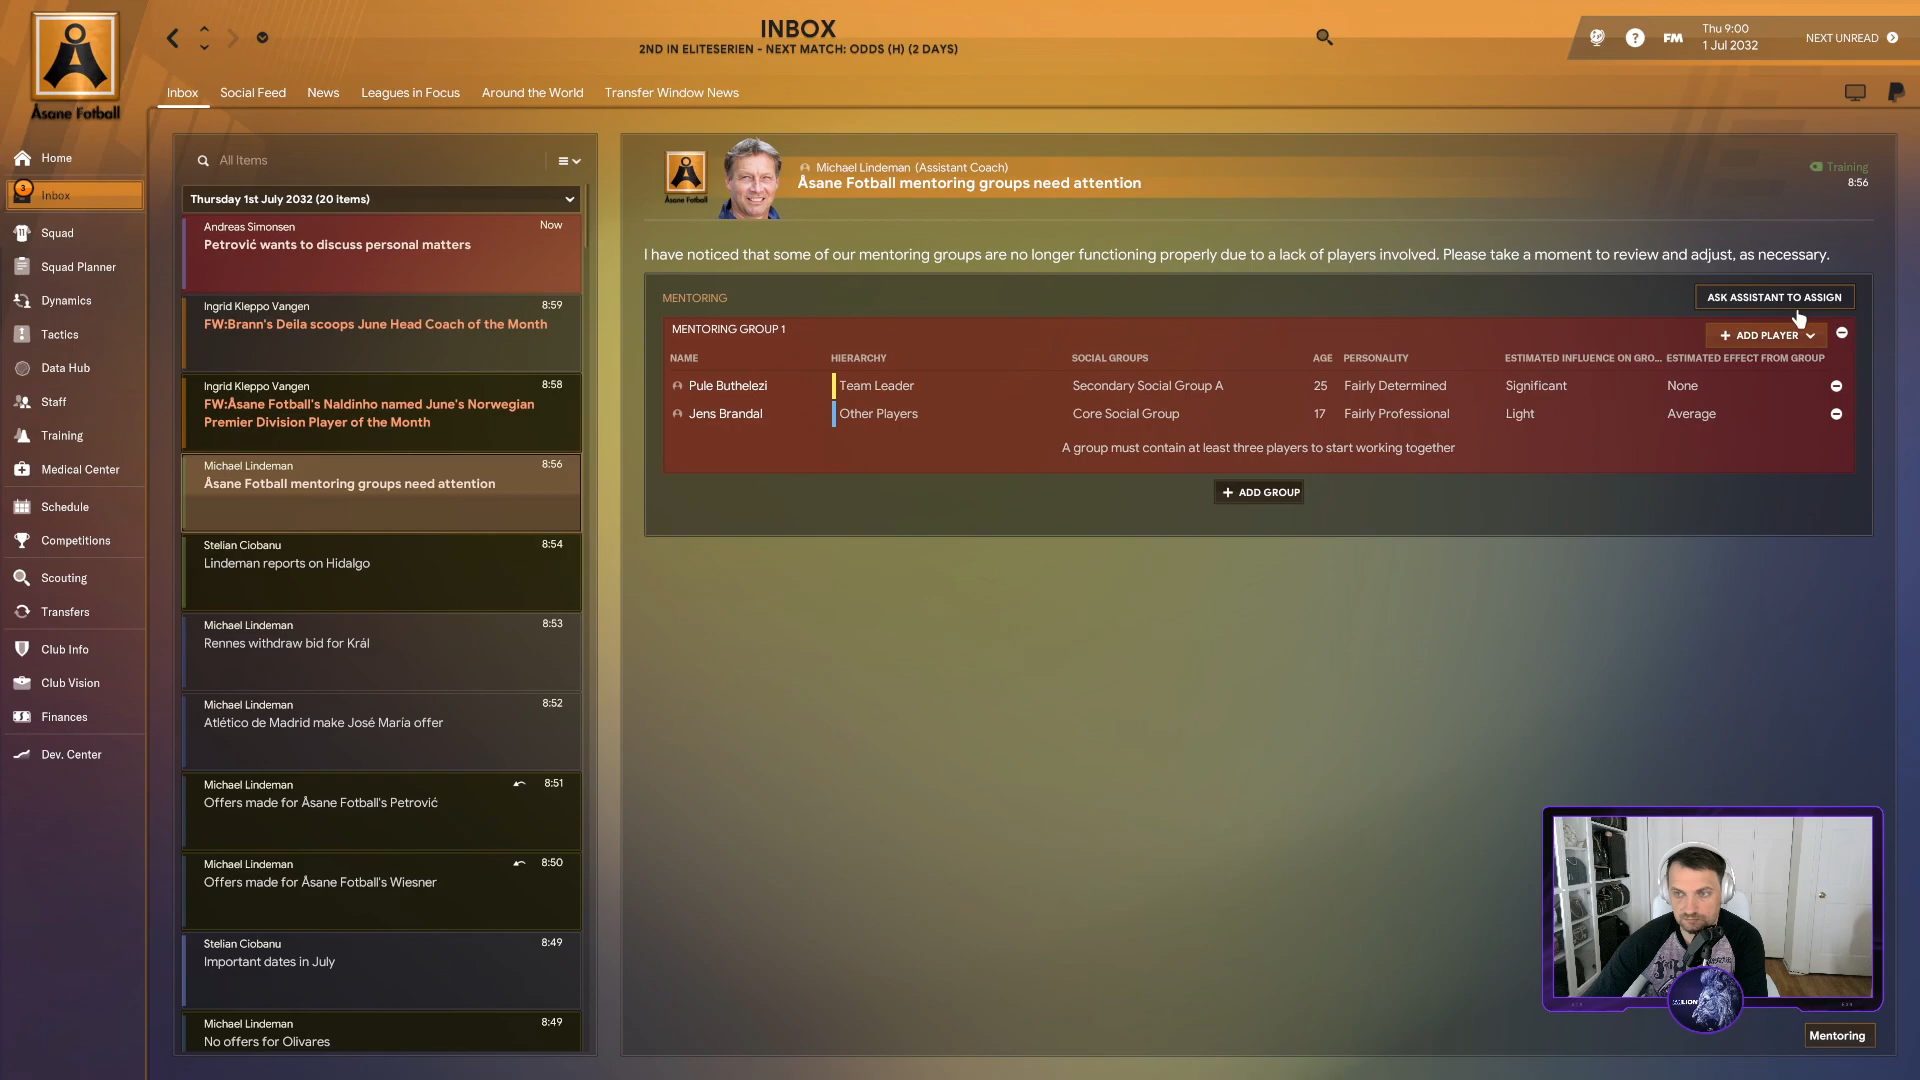 INBOX
2ND IN ELITESERIEN - NEXT MATCH: ODDS (H) (2 DAYS)
FM
Thu 9:00
1 Jul 2032
NEXT UNREAD
Åsane Fotball
Inbox
Social Feed
News
Leagues in Focus
Around the World
Transfer Window News
Home
3
Inbox
Squad
Squad Planner
Dynamics
Tactics
Data Hub
Staff
Training
Medical Center
Schedule
Competitions
Scouting
Transfers
Club Info
Club Vision
Finances
Dev. Center
All Items
Thursday 1st July 2032 (20 items)
Andreas Simonsen
Now
Petrović wants to discuss personal matters
Ingrid Kleppo Vangen
8:59
FW:Brann's Deila scoops June Head Coach of the Month
Ingrid Kleppo Vangen
8:58
FW:Åsane Fotball's Naldinho named June's Norwegian
Premier Division Player of the Month
Michael Lindeman
8:56
Åsane Fotball mentoring groups need attention
Stelian Ciobanu
8:54
Lindeman reports on Hidalgo
Michael Lindeman
8:53
Rennes withdraw bid for Král
Michael Lindeman
8:52
Atlético de Madrid make José María offer
Michael Lindeman
8:51
Offers made for Åsane Fotball's Petrović
Michael Lindeman
8:50
Offers made for Åsane Fotball's Wiesner
Stelian Ciobanu
8:49
Important dates in July
Michael Lindeman
8:49
No offers for Olivares
Åsane Fotball
Michael Lindeman (Assistant Coach)
Åsane Fotball mentoring groups need attention
Training
8:56
I have noticed that some of our mentoring groups are no longer functioning properly due to a lack of players involved. Please take a moment to review and adjust, as necessary.
MENTORING
ASK ASSISTANT TO ASSIGN
MENTORING GROUP 1
+ ADD PLAYER
NAME HIERARCHY SOCIAL GROUPS AGE PERSONALITY ESTIMATED INFLUENCE ON GRO... ESTIMATED EFFECT FROM GROUP
Pule Buthelezi Team Leader Secondary Social Group A 25 Fairly Determined Significant None
Jens Brandal Other Players Core Social Group 17 Fairly Professional Light Average
A group must contain at least three players to start working together
+ ADD GROUP
Mentoring